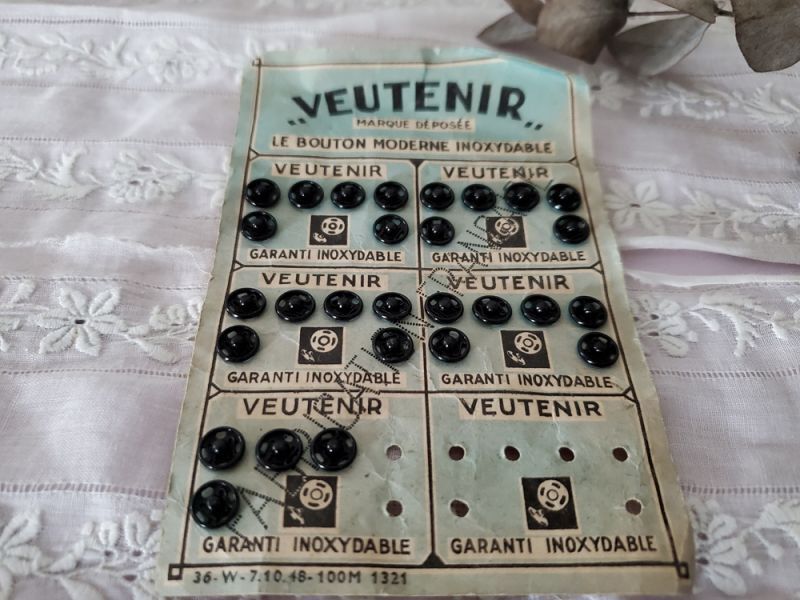 „VEUTENIR„
MARQUE DÉPOSÉE
LE BOUTON MODERNE INOXYDABLE
VEUTENIR
GARANTI INOXYDABLE
VEUTENIR
GARANTI INOXYDABLE
VEUTENIR
GARANTI INOXYDABLE
VEUTENIR
GARANTI INOXYDABLE
VEUTENIR
GARANTI INOXYDABLE
VEUTENIR
GARANTI INOXYDABLE
36-W-7.10.48-100M 1321